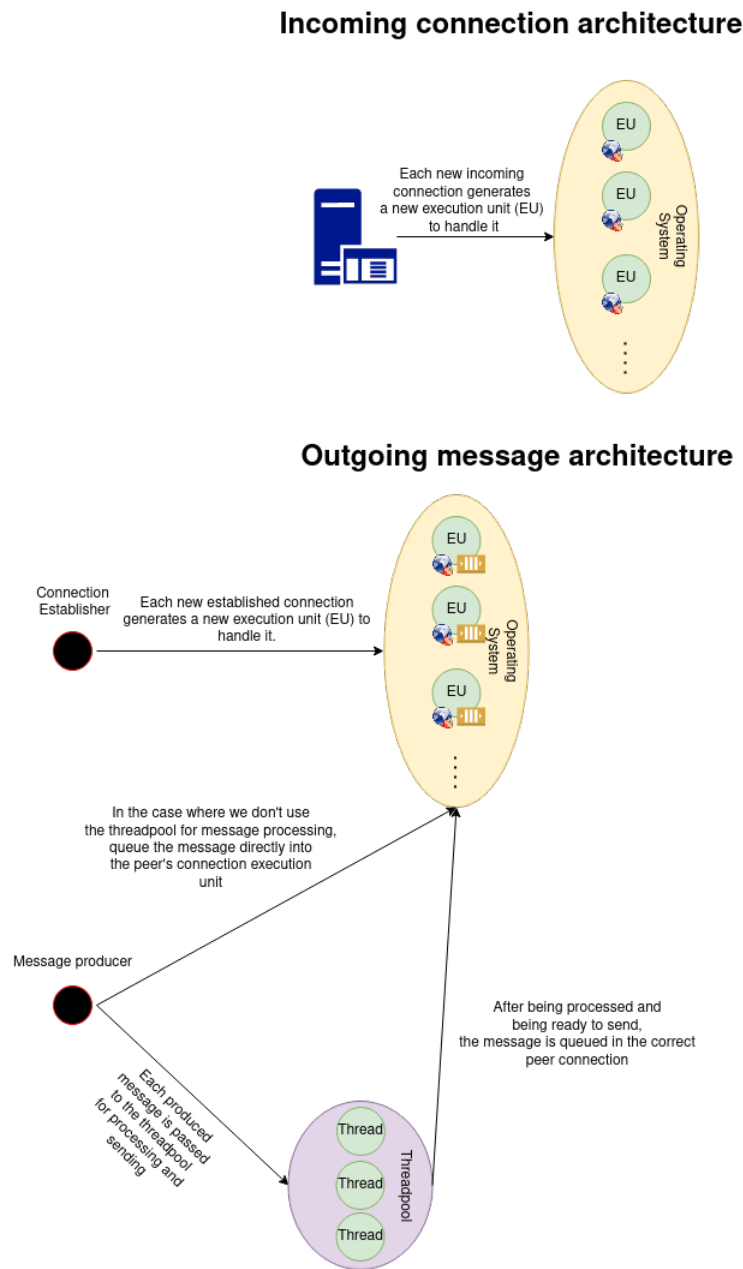 Incoming connection architecture
EU
Each new incoming
connection generates
a new execution unit (EU)
to handle it
EU
Operating
System
EU
Outgoing message architecture
EU
Connection
Establisher
Each new established connection
generates a new execution unit (EU) to
handle it.
EU
Operating
System
EU
In the case where we don't use
the threadpool for message processing,
queue the message directly into
the peer's connection execution
unit
Message producer
After being processed and
being ready to send,
the message is queued in the correct
peer connection
Each produced
message is passed
to the threadpool
for processing and
sending
Thread
Thread
Thread
Threadpool